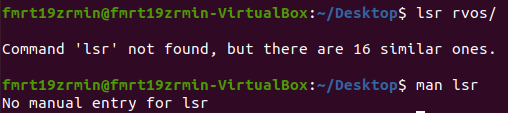 fmrt19zrmin@fmrt19zrmin-VirtualBox:~/Desktop$ lsr rvos/
Command 'lsr' not found, but there are 16 similar ones.
fmrt19zrmin@fmrt19zrmin-VirtualBox:~/Desktop$ man lsr
No manual entry for lsr